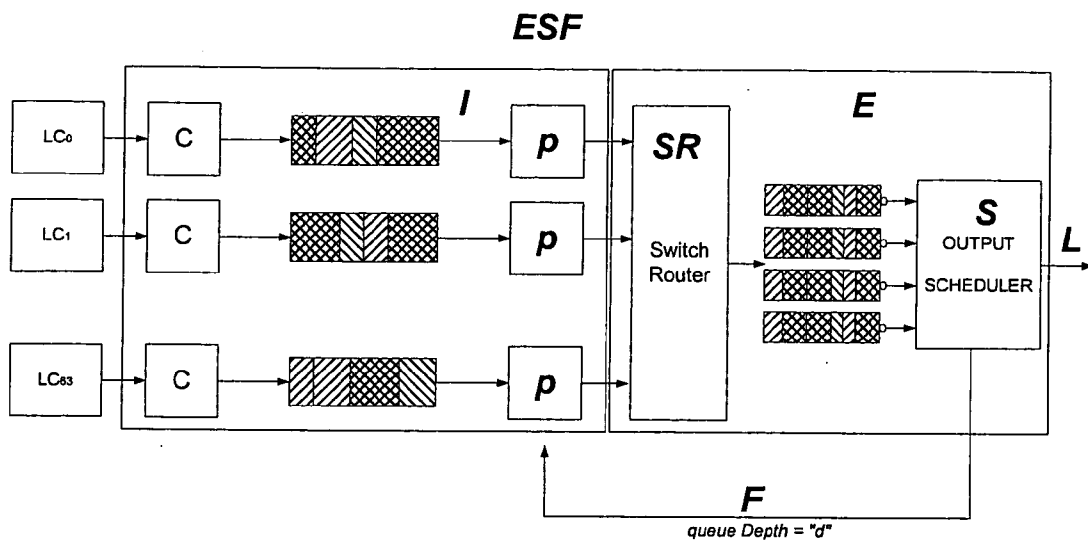 ESF
I
E
LC0
C
p
SR
LC1
C
p
Switch
Router
S
OUTPUT
SCHEDULER
L
LC63
C
p
F
queue Depth = "d"